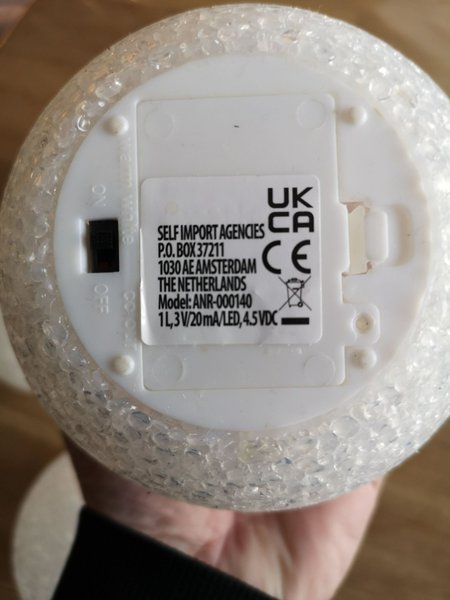 UK
CA
SELF IMPORT AGENCIES
P.O. BOX 37211
1030 AE AMSTERDAM
THE NETHERLANDS
Model: ANR-000140
1 L, 3 V/20 mA/LED, 4.5 VDC
CE
ON
OFF